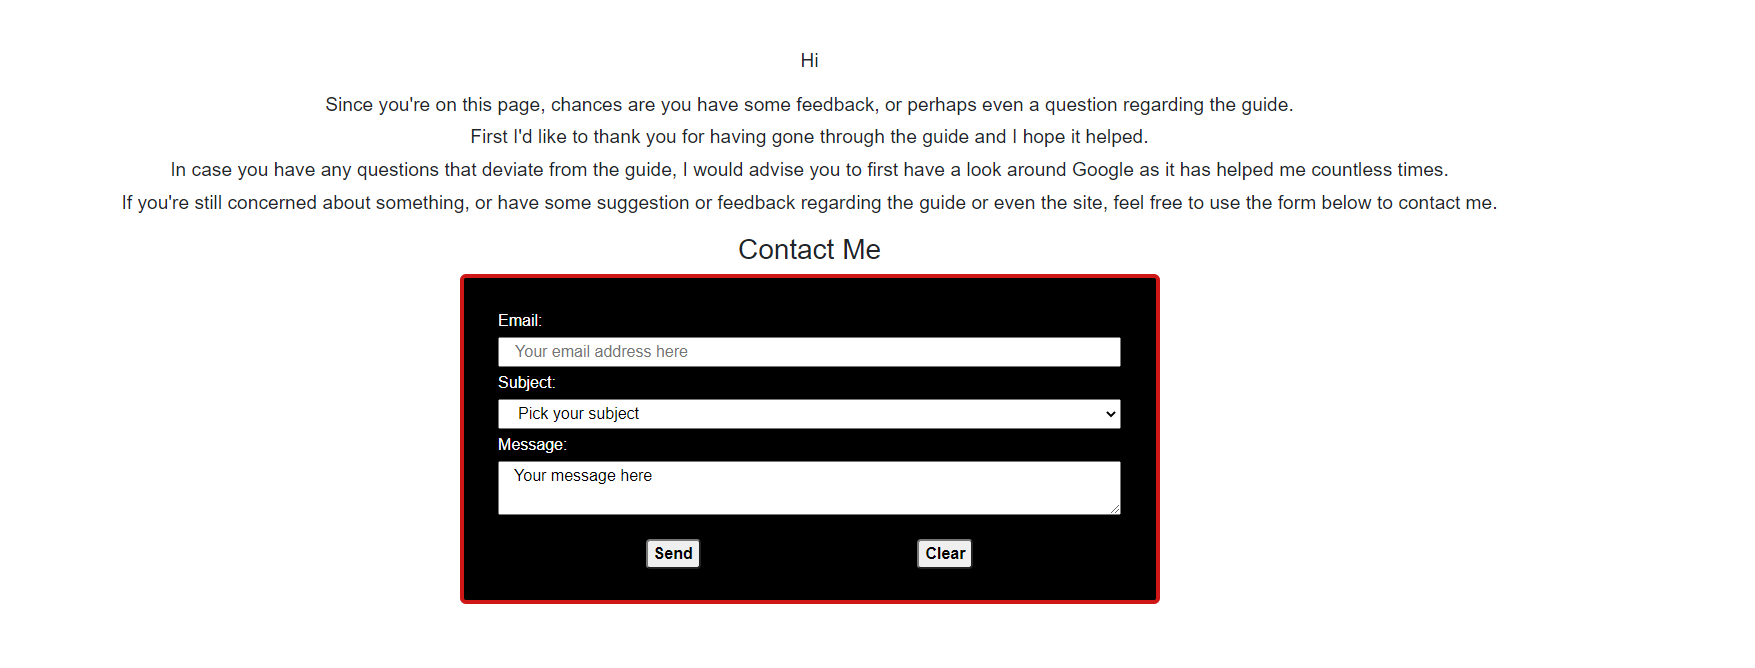 Hi
Since you're on this page, chances are you have some feedback, or perhaps even a question regarding the guide.
First I'd like to thank you for having gone through the guide and I hope it helped.
In case you have any questions that deviate from the guide, I would advise you to first have a look around Google as it has helped me countless times.
If you're still concerned about something, or have some suggestion or feedback regarding the guide or even the site, feel free to use the form below to contact me.
Contact Me
Email:
Your email address here
Subject:
Pick your subject
Message:
Your message here
Send Clear